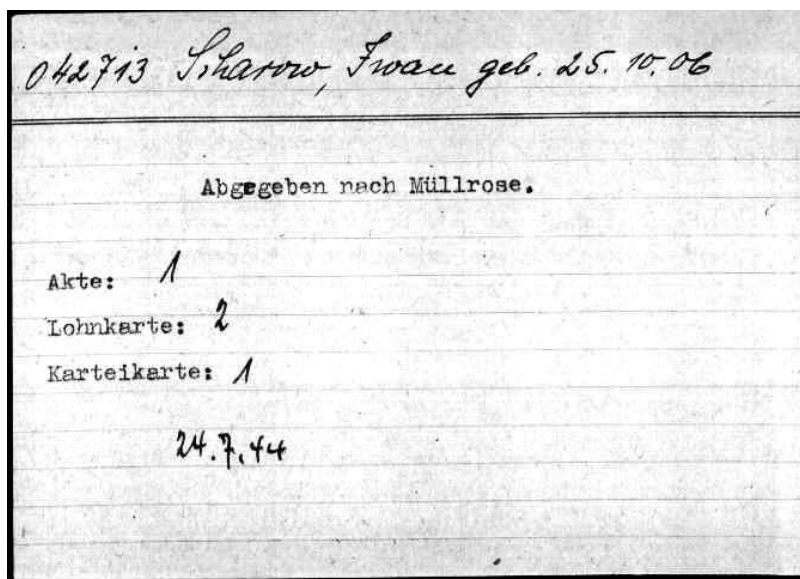 042713 Scharow, Iwan geb. 25.10.06
Abgegeben nach Müllrose.
Akte: 1
Lohnkarte: 2
Karteikarte: 1
24.7.44